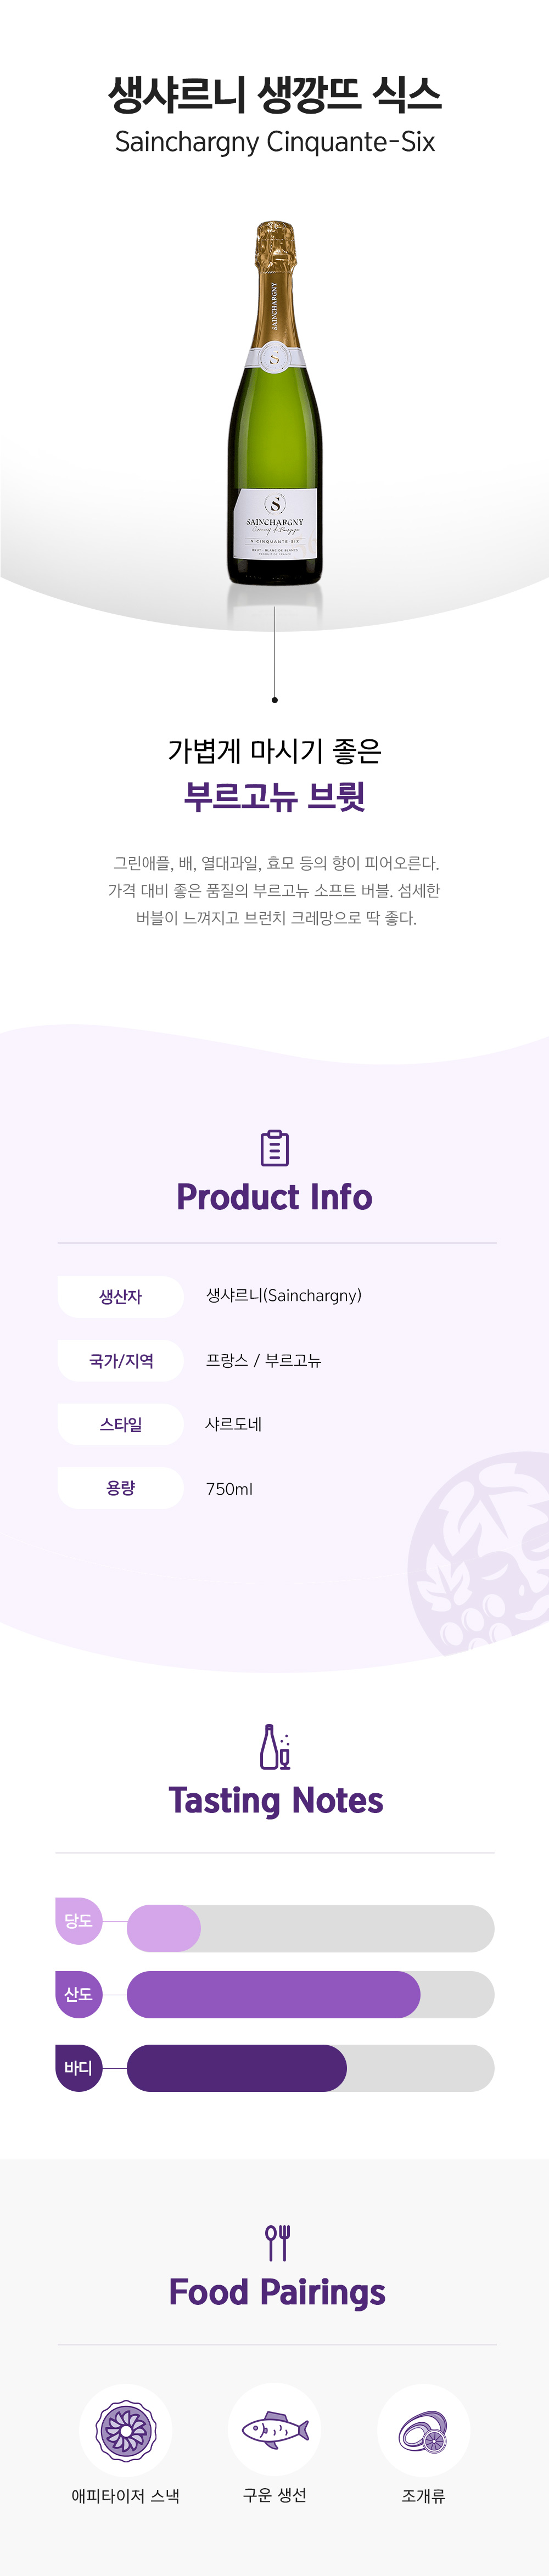 생샤르니 생깡뜨 식스
Sainchargny Cinquante-Six
SAINCHARGNY
S
S
SAINCHARGNY
Crémant de Bourgogne
CINQUANTE-SIX
BRUT - BLANC DE BLANCS
가볍게 마시기 좋은
부르고뉴 브륏
그린애플, 배, 열대과일, 효모 등의 향이 피어오른다.
가격 대비 좋은 품질의 부르고뉴 소프트 버블. 섬세한
버블이 느껴지고 브런치 크레망으로 딱 좋다.
Product Info
생산자 생샤르니(Sainchargny)
국가/지역 프랑스 / 부르고뉴
스타일 샤르도네
용량 750ml
Tasting Notes
당도
산도
바디
Food Pairings
애피타이저 스낵 구운 생선 조개류